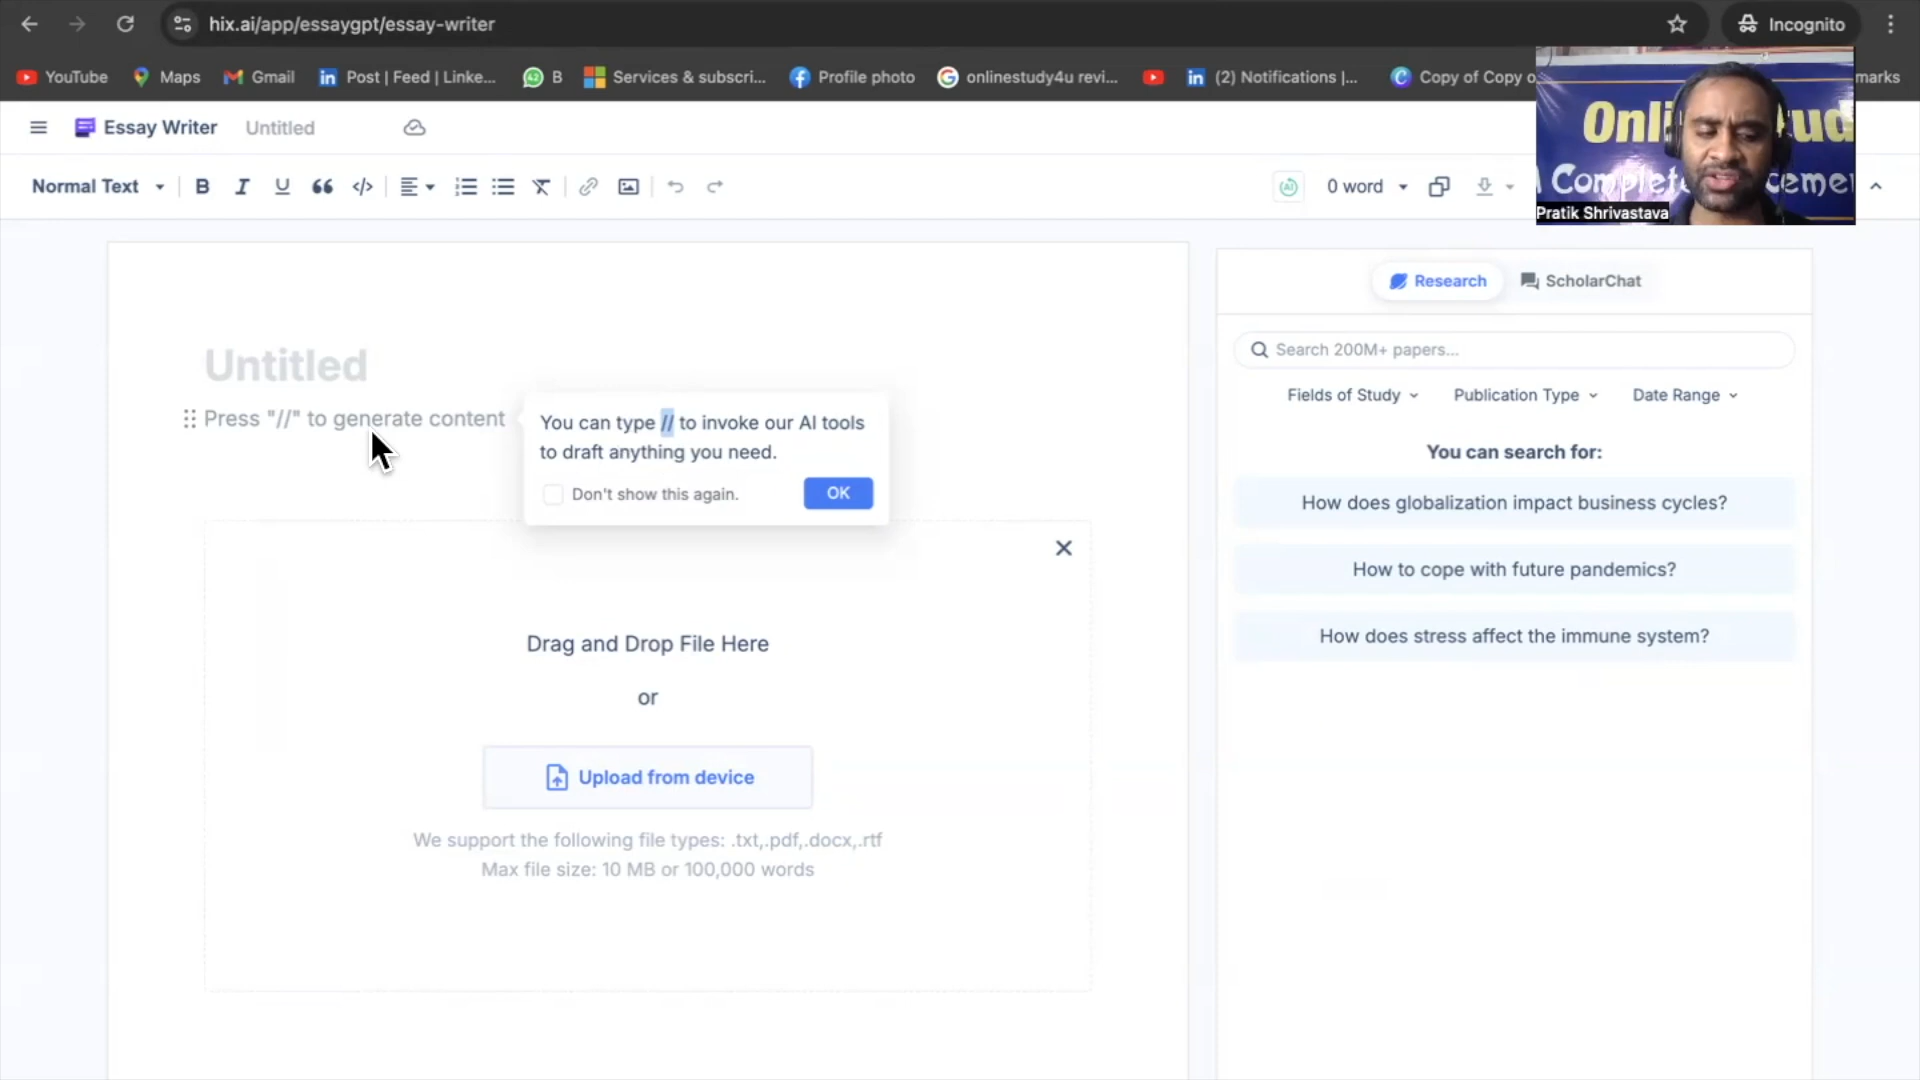 hix.ai/app/essaygpt/essay-writer
Incognito
YouTube
Maps
Gmail
Post | Feed | Linke...
B
Services & subscri...
Profile photo
onlinestudy4u revi...
(2) Notifications |...
Copy of Copy o
marks
Essay Writer
Untitled
Normal Text
0 word
Pratik Shrivastava
Untitled
Press "//" to generate content
You can type // to invoke our AI tools
to draft anything you need.
Don't show this again.
OK
Drag and Drop File Here
or
Upload from device
We support the following file types: .txt,.pdf,.docx,.rtf
Max file size: 10 MB or 100,000 words
Research
ScholarChat
Search 200M+ papers...
Fields of Study
Publication Type
Date Range
You can search for:
How does globalization impact business cycles?
How to cope with future pandemics?
How does stress affect the immune system?